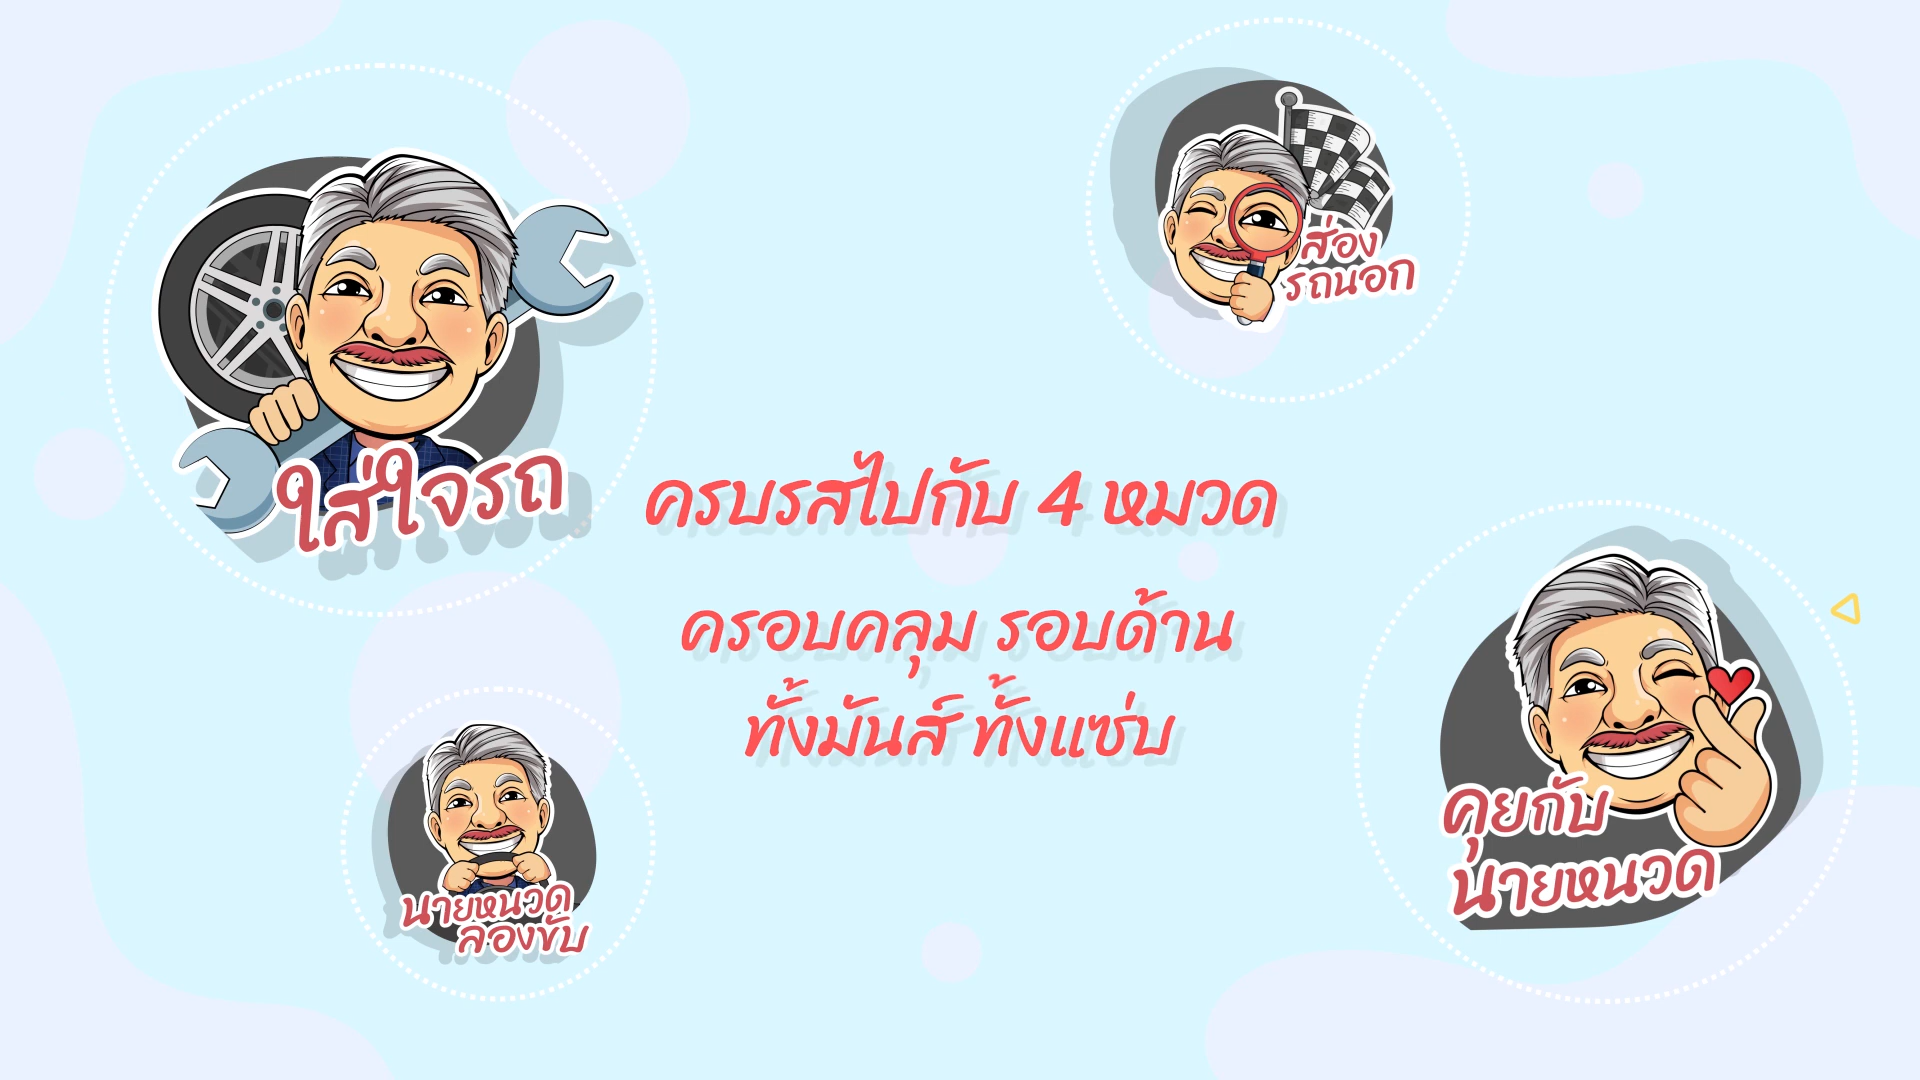 ส่อง
รถนอก
ใส่ใจรถ
ครบรสไปกับ 4 หมวด
ครอบคลุม รอบด้าน
ทั้งมันส์ ทั้งแซ่บ
คุยกับ
นายหนวด
นายหนวด
ลองขับ